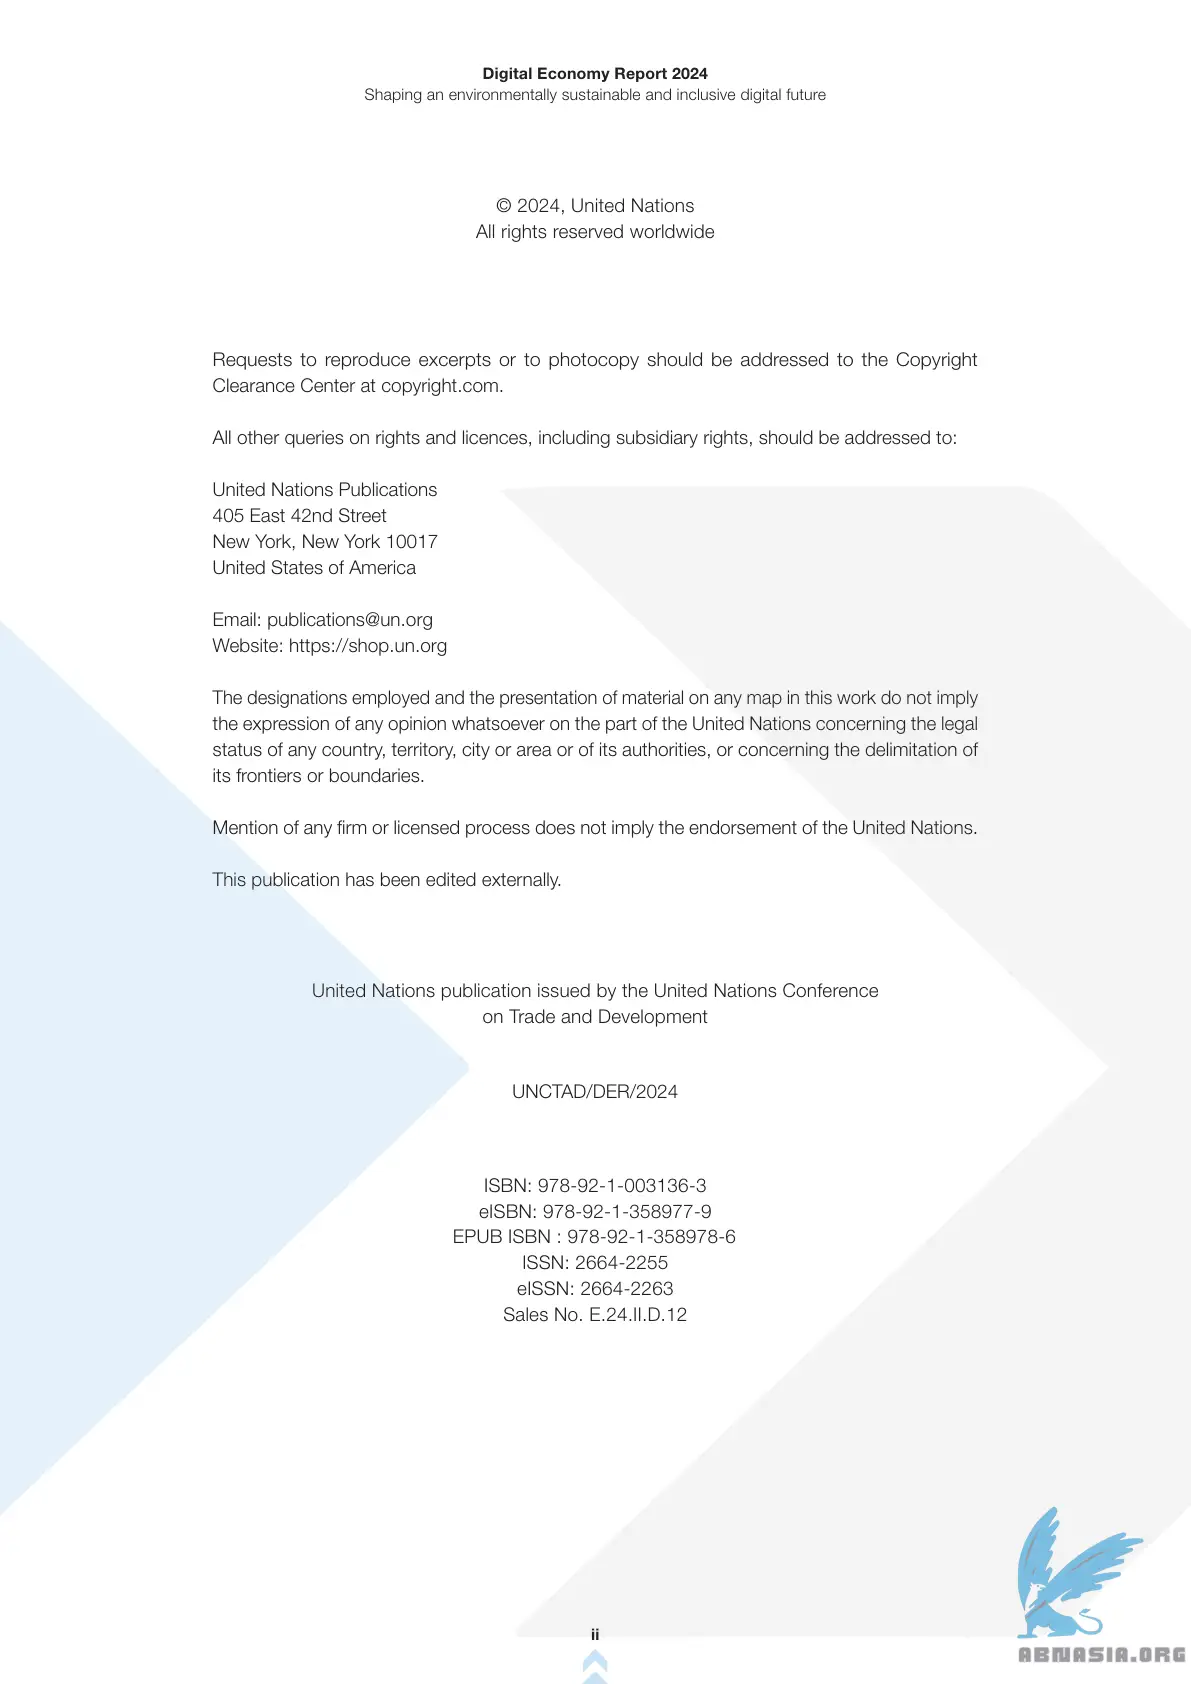 Digital Economy Report 2024
Shaping an environmentally sustainable and inclusive digital future
© 2024, United Nations
All rights reserved worldwide
Requests to reproduce excerpts or to photocopy should be addressed to the Copyright
Clearance Center at copyright.com.
All other queries on rights and licences, including subsidiary rights, should be addressed to:
United Nations Publications
405 East 42nd Street
New York, New York 10017
United States of America
Email: publications@un.org
Website: https://shop.un.org
The designations employed and the presentation of material on any map in this work do not imply
the expression of any opinion whatsoever on the part of the United Nations concerning the legal
status of any country, territory, city or area or of its authorities, or concerning the delimitation of
its frontiers or boundaries.
Mention of any firm or licensed process does not imply the endorsement of the United Nations.
This publication has been edited externally.
United Nations publication issued by the United Nations Conference
on Trade and Development
UNCTAD/DER/2024
ISBN: 978-92-1-003136-3
eISBN: 978-92-1-358977-9
EPUB ISBN : 978-92-1-358978-6
ISSN: 2664-2255
eISSN: 2664-2263
Sales No. E.24.II.D.12
ii
ABNASIA.ORG